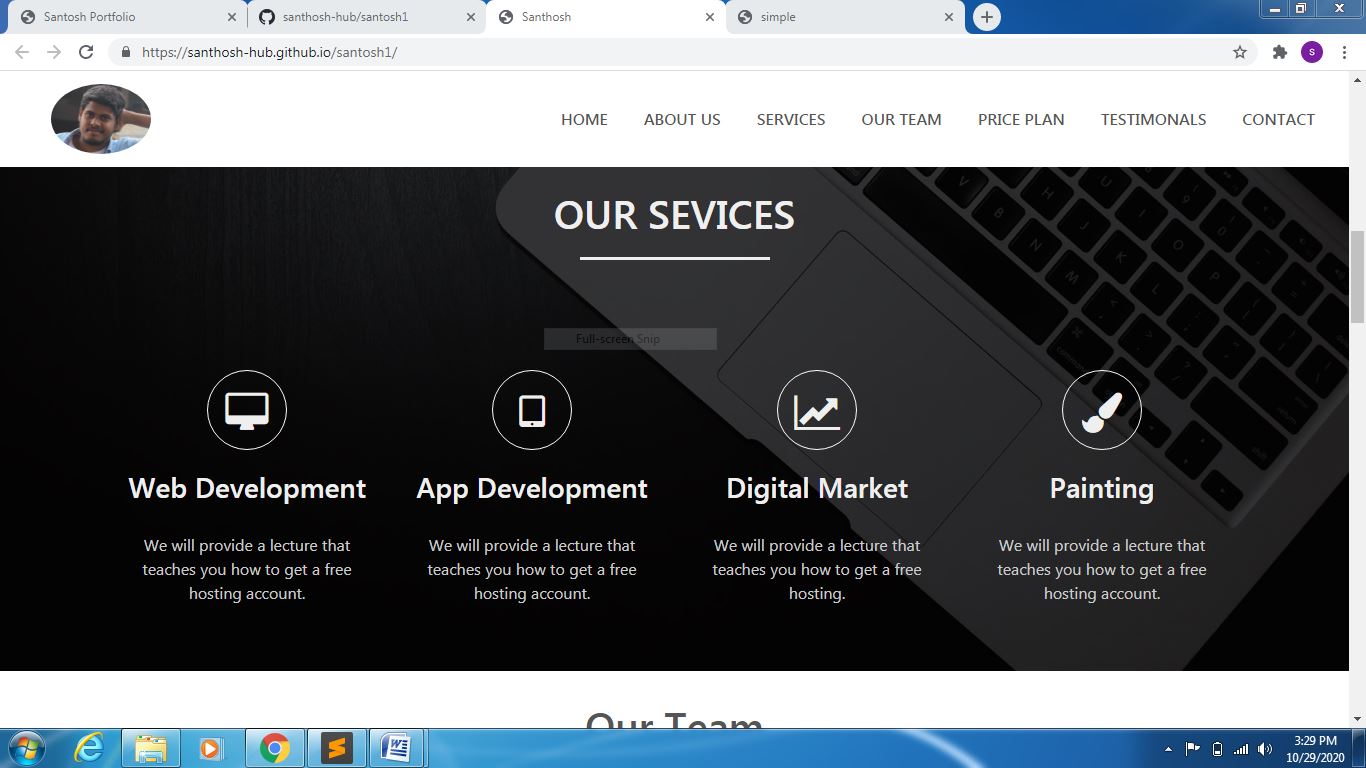 Santosh Portfolio
santhosh-hub/santosh1
Santhosh
simple
https://santhosh-hub.github.io/santosh1/
S
HOME ABOUT US SERVICES OUR TEAM PRICE PLAN TESTIMONALS CONTACT
OUR SEVICES
Full-screen Snip
Web Development
We will provide a lecture that
teaches you how to get a free
hosting account.
App Development
We will provide a lecture that
teaches you how to get a free
hosting account.
Digital Market
We will provide a lecture that
teaches you how to get a free
hosting.
Painting
We will provide a lecture that
teaches you how to get a free
hosting account.
Our Team
3:29 PM
10/29/2020